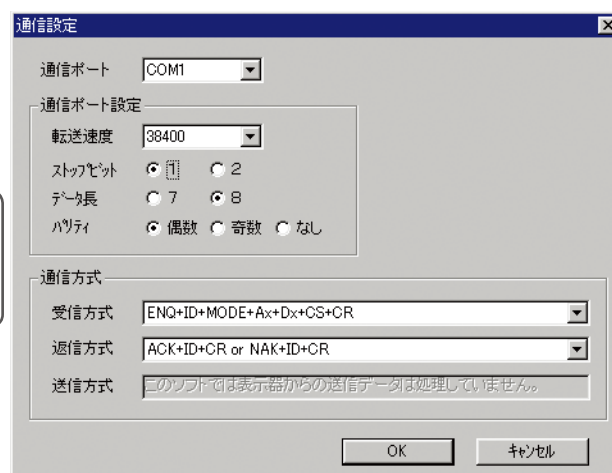 通信設定
通信ポート COM1
通信ポート設定
転送速度 38400
ストップビット 1 2
データ長 7 8
パリティ 偶数 奇数 なし
通信方式
受信方式 ENQ+ID+MODE+Ax+Dx+CS+CR
返信方式 ACK+ID+CR or NAK+ID+CR
送信方式 このソフトでは表示器からの送信データは処理していません。
OK キャンセル